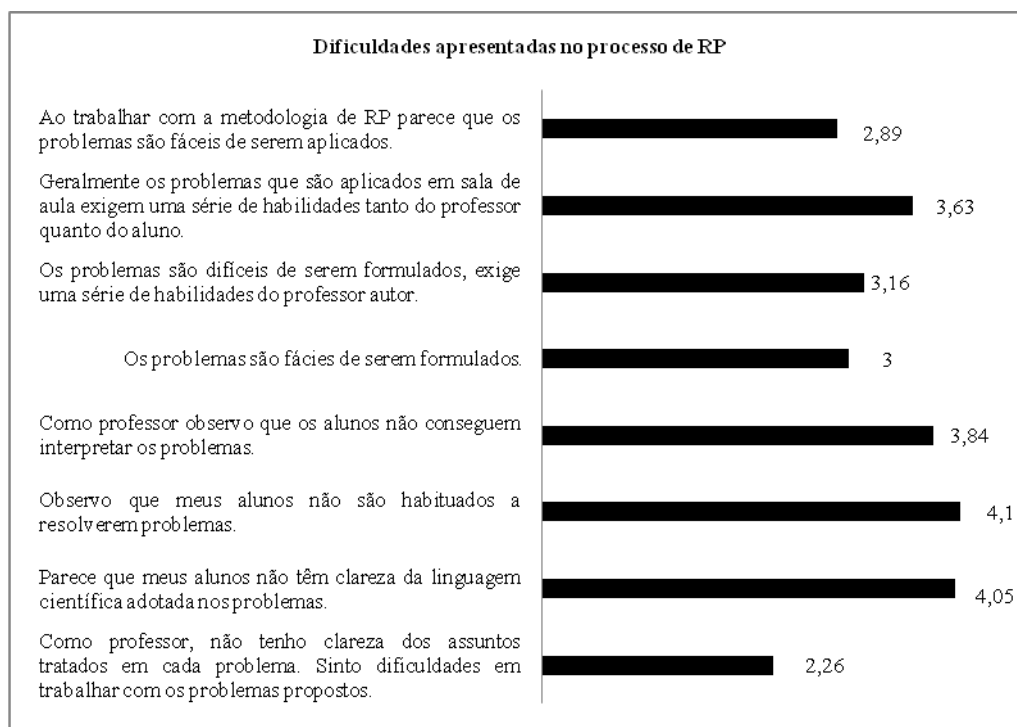 Dificuldades apresentadas no processo de RP
Ao trabalhar com a metodologia de RP parece que os
problemas são fáceis de serem aplicados.
2,89
Geralmente os problemas que são aplicados em sala de
aula exigem uma série de habilidades tanto do professor
quanto do aluno.
3,63
Os problemas são difíceis de serem formulados, exige
uma série de habilidades do professor autor.
3,16
Os problemas são fácies de serem formulados.
3
Como professor observo que os alunos não conseguem
interpretar os problemas.
3,84
Observo que meus alunos não são habituados a
resolverem problemas.
4,1
Parece que meus alunos não têm clareza da linguagem
científica adotada nos problemas.
4,05
Como professor, não tenho clareza dos assuntos
tratados em cada problema. Sinto dificuldades em
trabalhar com os problemas propostos.
2,26